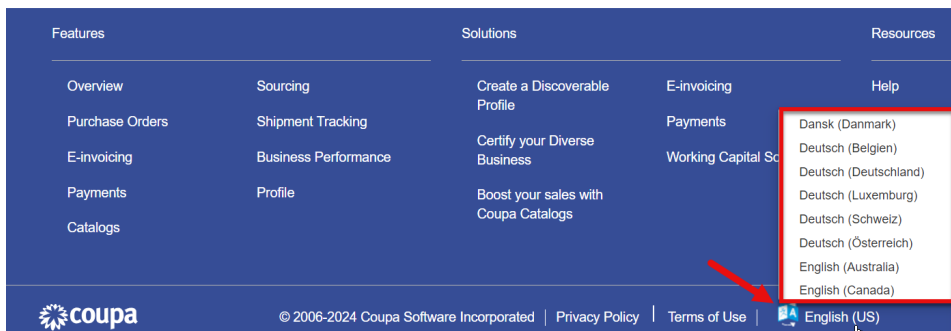 Features
Overview
Purchase Orders
E-invoicing
Payments
Catalogs
Sourcing
Shipment Tracking
Business Performance
Profile
Solutions
Create a Discoverable
Profile
Certify your Diverse
Business
Boost your sales with
Coupa Catalogs
E-invoicing
Payments
Working Capital
Resources
Help
Dansk (Danmark)
Deutsch (Belgien)
Deutsch (Deutschland)
Deutsch (Luxemburg)
Deutsch (Schweiz)
Deutsch (Österreich)
English (Australia)
English (Canada)
coupa
© 2006-2024 Coupa Software Incorporated | Privacy Policy | Terms of Use | English (US)